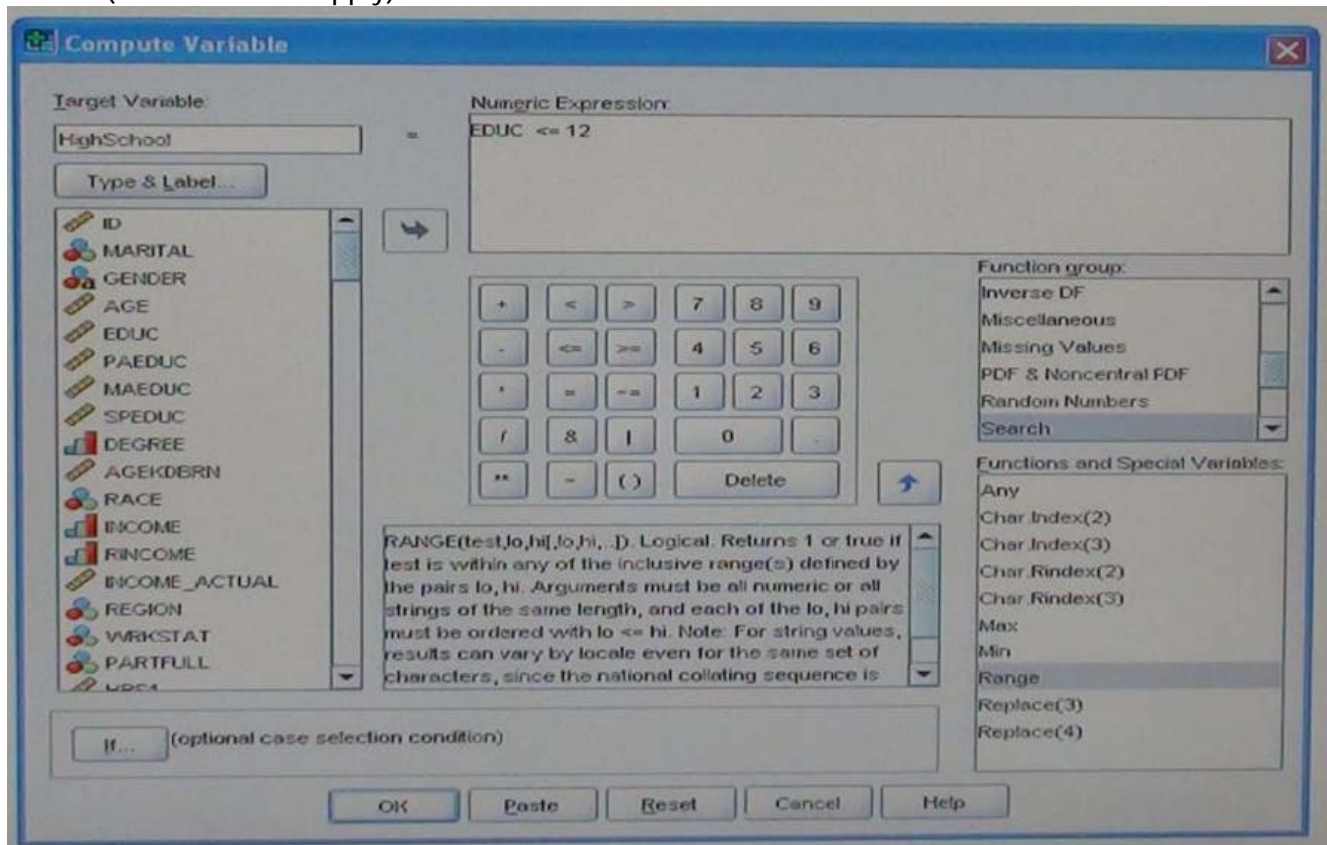 Compute Variable
Target Variable:
HighSchool
Type & Label...
=
Numeric Expression:
EDUC <= 12
ID
MARITAL
GENDER
AGE
EDUC
PAEDUC
MAEDUC
SPEDUC
DEGREE
AGEKDBRN
RACE
INCOME
RINCOME
INCOME_ACTUAL
REGION
WRKSTAT
PARTFULL
+ < > 7 8 9
- <= >= 4 5 6
* = ~= 1 2 3
/ & | 0 .
** ~ ( ) Delete
Function group:
Inverse DF
Miscellaneous
Missing Values
PDF & Noncentral PDF
Random Numbers
Search
Functions and Special Variables:
Any
Char.Index(2)
Char.Index(3)
Char.Rindex(2)
Char.Rindex(3)
Max
Min
Range
Replace(3)
Replace(4)
RANGE(test,lo,hi[,lo,hi,..]). Logical. Returns 1 or true if
test is within any of the inclusive range(s) defined by
the pairs lo, hi. Arguments must be all numeric or all
strings of the same length, and each of the lo, hi pairs
must be ordered with lo <= hi. Note: For string values,
results can vary by locale even for the same set of
characters, since the national collating sequence is
If... (optional case selection condition)
OK Paste Reset Cancel Help